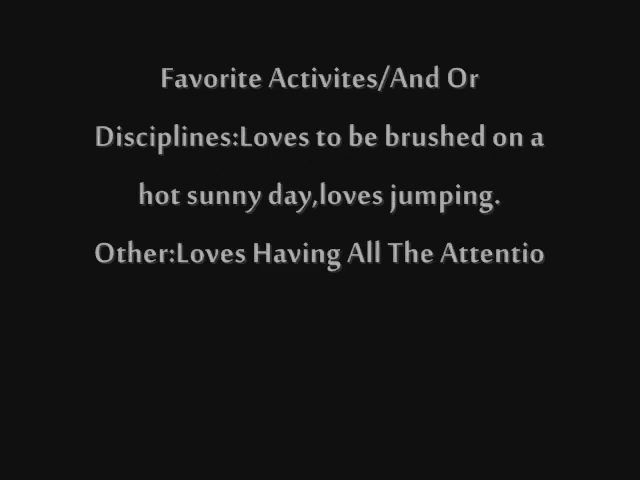 Favorite Activites/And Or
Disciplines:Loves to be brushed on a
hot sunny day,loves jumping.
Other:Loves Having All The Attentio